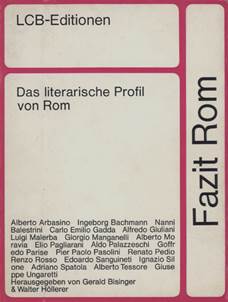 LCB-Editionen
Das literarische Profil
von Rom
Alberto Arbasino   Ingeborg Bachmann   Nanni
Balestrini   Carlo Emilio Gadda   Alfredo Giuliani
Luigi Malerba   Giorgio Manganelli   Alberto Mo
ravia   Elio Pagliarani   Aldo Palazzeschi   Goffr
edo Parise   Pier Paolo Pasolini   Renato Pedio
Renzo Rosso   Edoardo Sanguineti   Ignazio Sil
one   Adriano Spatola   Alberto Tessore   Giuse
ppe Ungaretti
Herausgegeben von Gerald Bisinger
& Walter Höllerer
Fazit Rom